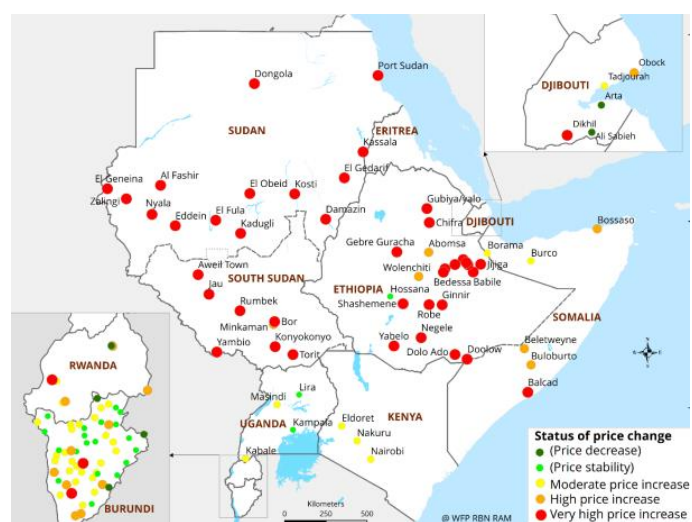 Dongola
Port Sudan
SUDAN
ERITREA
Kassala
El Gedarif
El Geneina
Al Fashir
Zalingi
Nyala
Eddein
El Fula
El Obeid
Kosti
Kadugli
Damazin
Obock
Tadjourah
DJIBOUTI
Arta
Dikhil
Ali Sabieh
Gubiya/yalo
Chifra
DJIBOUTI
Bossaso
Borama
Burco
Gebre Guracha
Abomsa
Wolenchiti
Jijiga
Bedessa Babile
ETHIOPIA
Hossana
Shashemene
Ginnir
Robe
Negele
Yabelo
Dolo Ado
Doolow
SOMALIA
Beletweyne
Buloburto
Balcad
Aweil Town
SOUTH SUDAN
Jau
Rumbek
Minkaman
Bor
Konyokonyo
Yambio
Torit
RWANDA
BURUNDI
Lira
Masindi
UGANDA
Kampala
Kabale
Eldoret
KENYA
Nakuru
Nairobi
Kilometers
0 250 500
@ WFP RBN RAM
Status of price change
(Price decrease)
(Price stability)
Moderate price increase
High price increase
Very high price increase